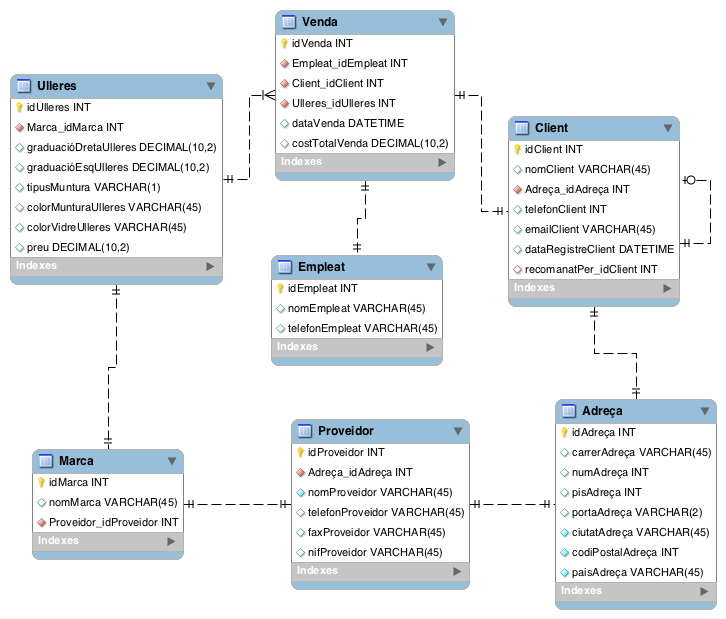 Venda
idVenda INT
Empleat_idEmpleat INT
Client_idClient INT
Ulleres_idUlleres INT
dataVenda DATETIME
costTotalVenda DECIMAL(10,2)
Indexes
Ulleres
idUlleres INT
Marca_idMarca INT
graduacióDretaUlleres DECIMAL(10,2)
graduacióEsqUlleres DECIMAL(10,2)
tipusMuntura VARCHAR(1)
colorMunturaUlleres VARCHAR(45)
colorVidreUlleres VARCHAR(45)
preu DECIMAL(10,2)
Indexes
Client
idClient INT
nomClient VARCHAR(45)
Adreça_idAdreça INT
telefonClient INT
emailClient VARCHAR(45)
dataRegistreClient DATETIME
recomanatPer_idClient INT
Indexes
Empleat
idEmpleat INT
nomEmpleat VARCHAR(45)
telefonEmpleat VARCHAR(45)
Indexes
Marca
idMarca INT
nomMarca VARCHAR(45)
Proveidor_idProveidor INT
Indexes
Proveidor
idProveidor INT
Adreça_idAdreça INT
nomProveidor VARCHAR(45)
telefonProveidor VARCHAR(45)
faxProveidor VARCHAR(45)
nifProveidor VARCHAR(45)
Indexes
Adreça
idAdreça INT
carrerAdreça VARCHAR(45)
numAdreça INT
pisAdreça INT
portaAdreça VARCHAR(2)
ciutatAdreça VARCHAR(45)
codiPostalAdreça INT
paisAdreça VARCHAR(45)
Indexes